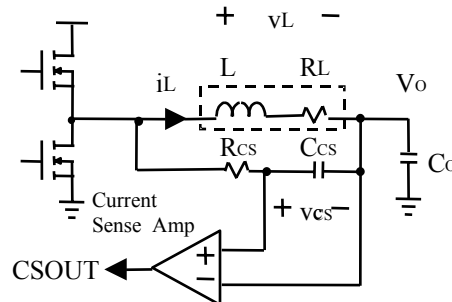 + vL −
iL L RL VO
RCS CCS CO
Current
Sense Amp
+ vCS −
+
−
CSOUT